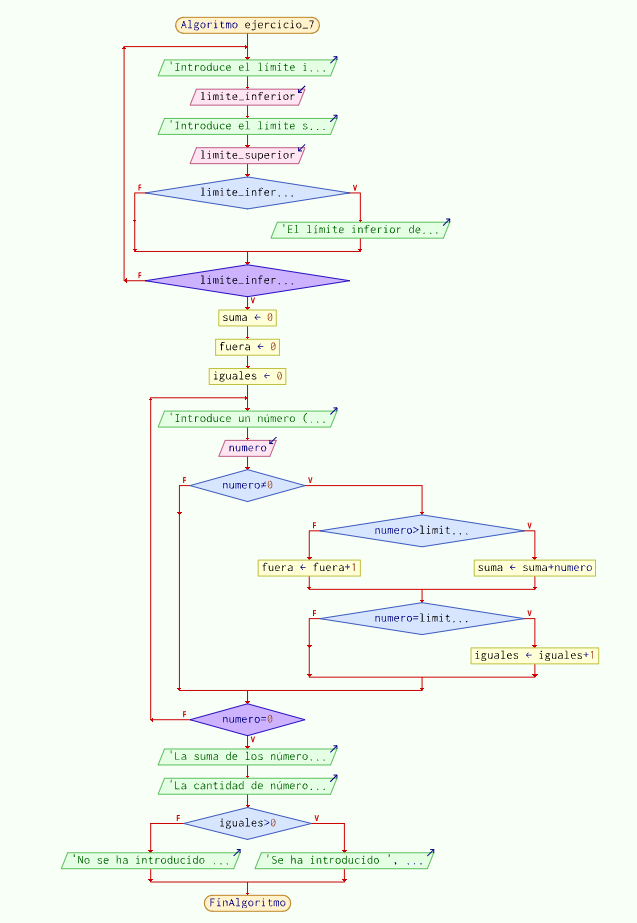 Algoritmo ejercicio_7
'Introduce el límite i...
limite_inferior
'Introduce el límite s...
limite_superior
limite_infer...
F
V
'El límite inferior de...
limite_infer...
F
V
suma ← 0
fuera ← 0
iguales ← 0
'Introduce un número (...
numero
numero≠0
F
V
numero>limit...
F
V
fuera ← fuera+1
suma ← suma+numero
numero=limit...
F
V
iguales ← iguales+1
numero=0
F
V
'La suma de los número...
'La cantidad de número...
iguales>0
F
V
'No se ha introducido ...
'Se ha introducido ', ...
FinAlgoritmo